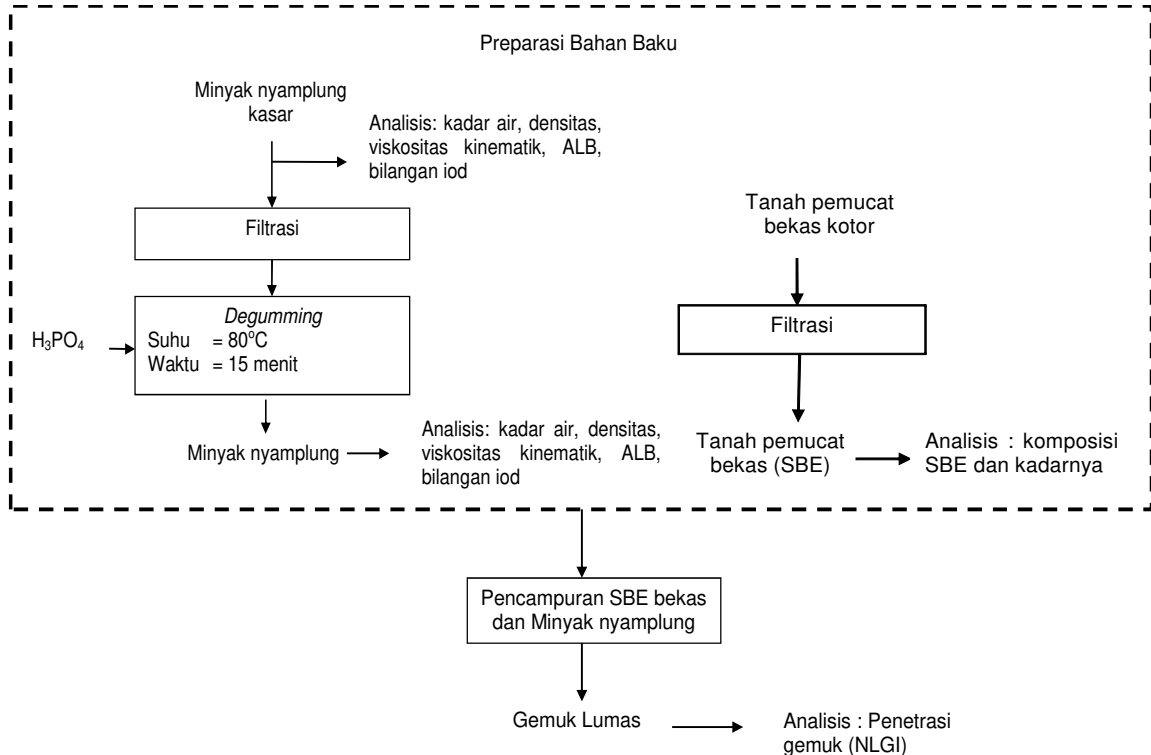 Preparasi Bahan Baku
Minyak nyamplung
kasar
Analisis: kadar air, densitas,
viskositas kinematik, ALB,
bilangan iod
Filtrasi
H₃PO₄
Degumming
Suhu = 80°C
Waktu = 15 menit
Minyak nyamplung
Analisis: kadar air, densitas,
viskositas kinematik, ALB,
bilangan iod
Tanah pemucat
bekas kotor
Filtrasi
Tanah pemucat
bekas (SBE)
Analisis : komposisi
SBE dan kadarnya
Pencampuran SBE bekas
dan Minyak nyamplung
Gemuk Lumas
Analisis : Penetrasi
gemuk (NLGI)